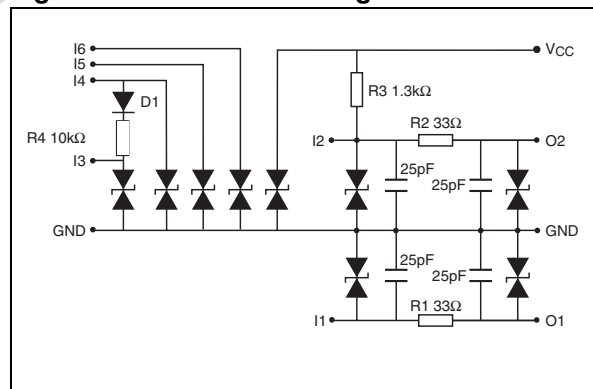 I6
I5
I4
VCC
D1
R3 1.3kΩ
R4 10kΩ
R2 33Ω
I2
O2
I3
25pF
25pF
GND
GND
25pF
25pF
R1 33Ω
I1
O1